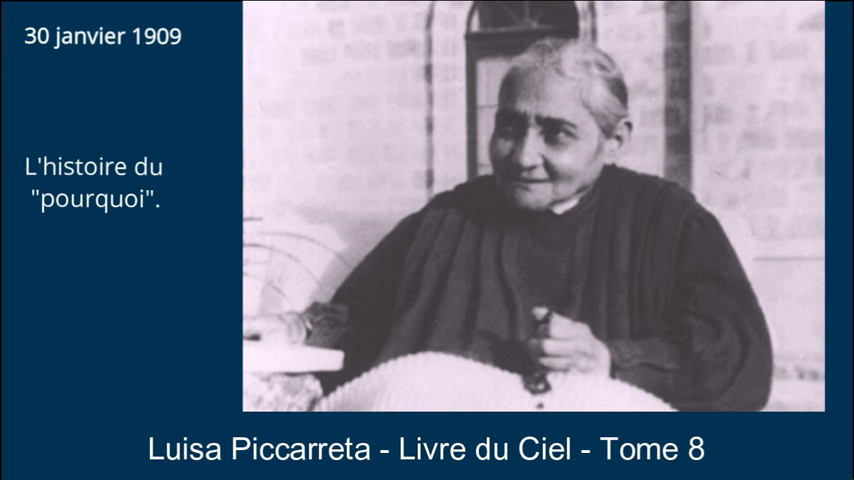 30 janvier 1909
L'histoire du
"pourquoi".
Luisa Piccarreta - Livre du Ciel - Tome 8